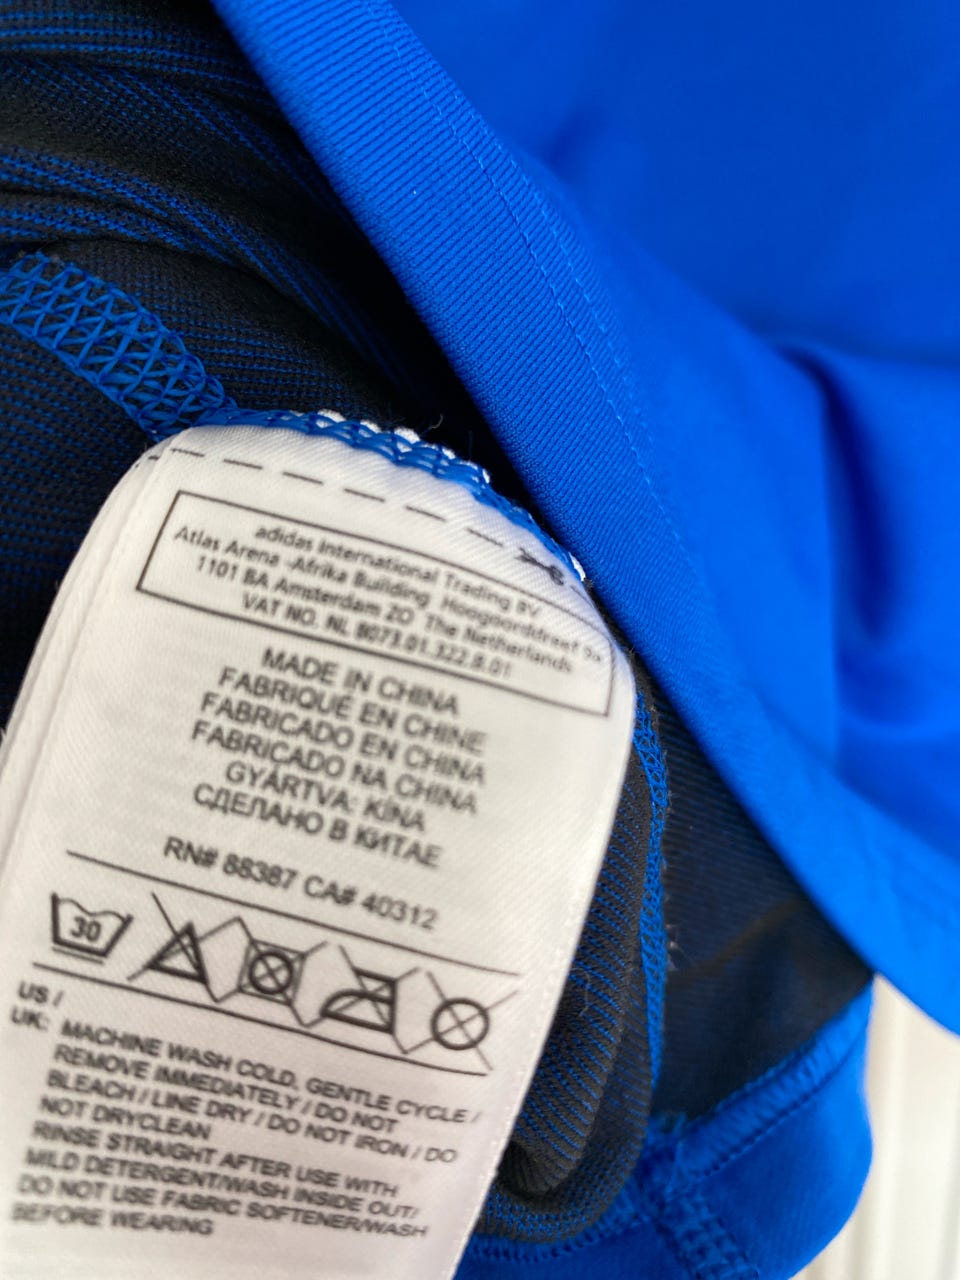 adidas International Trading BV
Atlas Arena -Afrika Building Hoogoorddreef 9a
1101 BA Amsterdam ZO The Netherlands
VAT NO. NL 8073.01.322.B.01
MADE IN CHINA
FABRIQUÉ EN CHINE
FABRICADO EN CHINA
FABRICADO NA CHINA
GYÁRTVA: KÍNA
СДЕЛАНО В КИТАЕ
RN# 88387 CA# 40312
30
US /
UK: MACHINE WASH COLD, GENTLE CYCLE /
REMOVE IMMEDIATELY / DO NOT
BLEACH / LINE DRY / DO NOT IRON / DO
NOT DRYCLEAN
RINSE STRAIGHT AFTER USE WITH
MILD DETERGENT/WASH INSIDE OUT/
DO NOT USE FABRIC SOFTENER/WASH
BEFORE WEARING